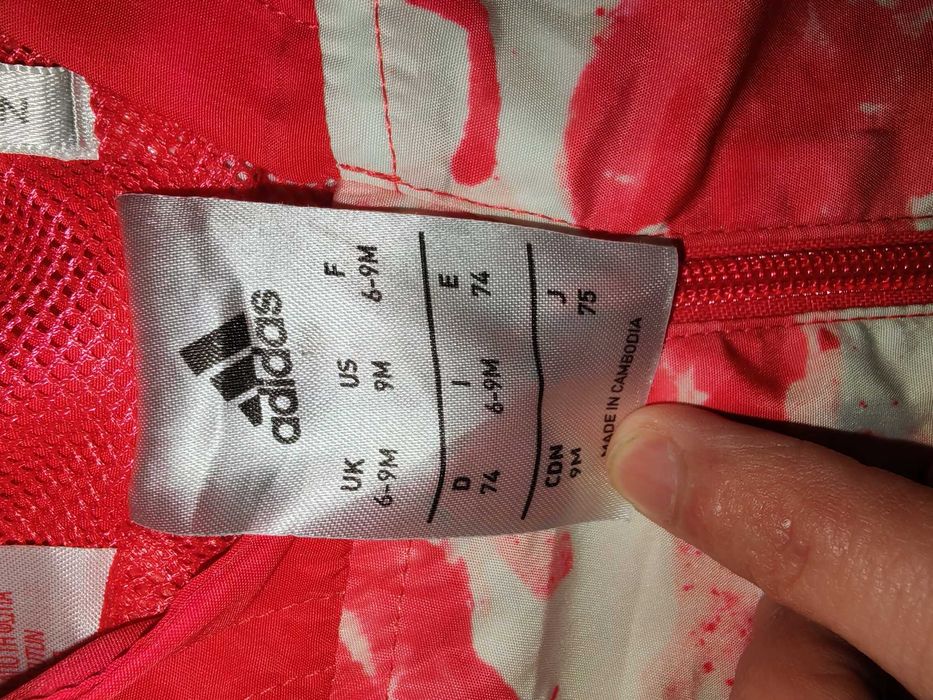 adidas
UK US F
6-9M 9M 6-9M
D I E
74 6-9M 74
CDN J
9M 75
MADE IN CAMBODIA